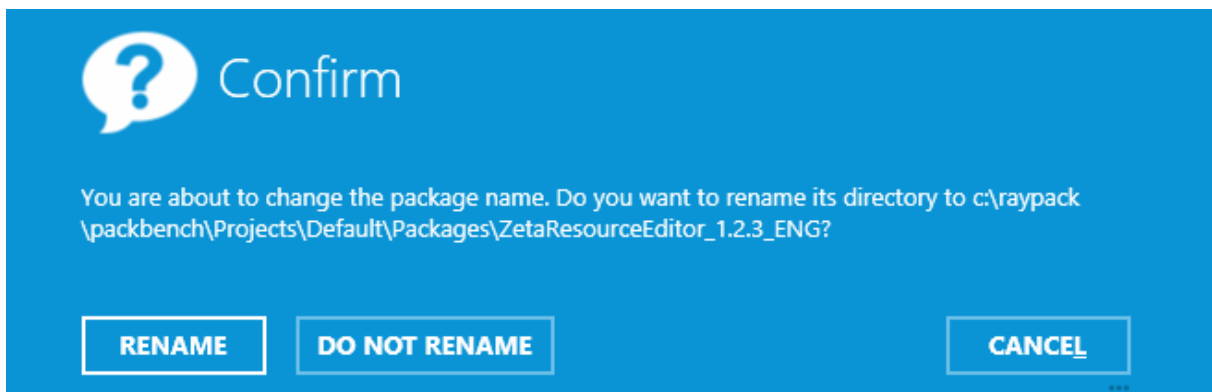 ?
Confirm
You are about to change the package name. Do you want to rename its directory to c:\raypack
\packbench\Projects\Default\Packages\ZetaResourceEditor_1.2.3_ENG?
RENAME DO NOT RENAME CANCEL
...